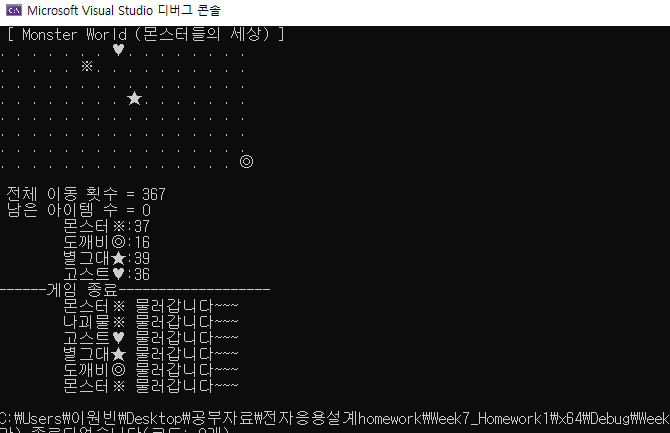 Microsoft Visual Studio 디버그 콘솔
[ Monster World (몬스터들의 세상) ]
. . . . . . . ♥. . . . . . . .
. . . . . ※. . . . . . . . . .
. . . . . . . . . . . . . . . .
. . . . . . . . ★. . . . . . .
. . . . . . . . . . . . . . . .
. . . . . . . . . . . . . . . .
. . . . . . . . . . . . . . . .
. . . . . . . . . . . . . . . ◎
전체 이동 횟수 = 367
남은 아이템 수 = 0
몬스터※:37
도깨비◎:16
별그대★:39
고스트♥:36
------게임 종료-------------------
몬스터※ 물러갑니다~~~
나괴물※ 물러갑니다~~~
고스트♥ 물러갑니다~~~
별그대★ 물러갑니다~~~
도깨비◎ 물러갑니다~~~
몬스터※ 물러갑니다~~~
C:\Users\이원빈\Desktop\공부자료\전자응용설계homework\Week7_Homework1\x64\Debug\Week